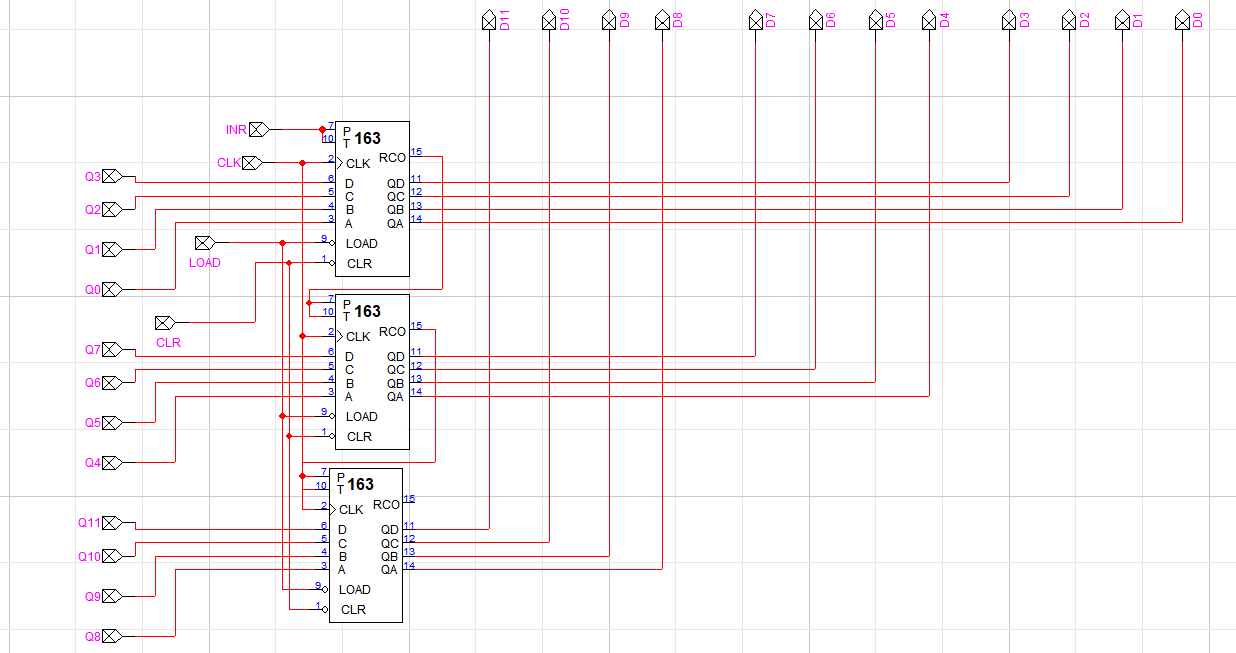 D11 D10 D9 D8 D7 D6 D5 D4 D3 D2 D1 D0
INR 7 P 163
10 T
CLK 2 CLK RCO 15
Q3 6 D QD 11
5 C QC 12
Q2 4 B QB 13
3 A QA 14
Q1 LOAD 9 LOAD
1 CLR
Q0
CLR
7 P 163
10 T
2 CLK RCO 15
Q7 6 D QD 11
Q6 5 C QC 12
4 B QB 13
3 A QA 14
Q5 9 LOAD
1 CLR
Q4
7 P 163
10 T
2 CLK RCO 15
Q11 6 D QD 11
5 C QC 12
Q10 4 B QB 13
3 A QA 14
Q9 9 LOAD
1 CLR
Q8